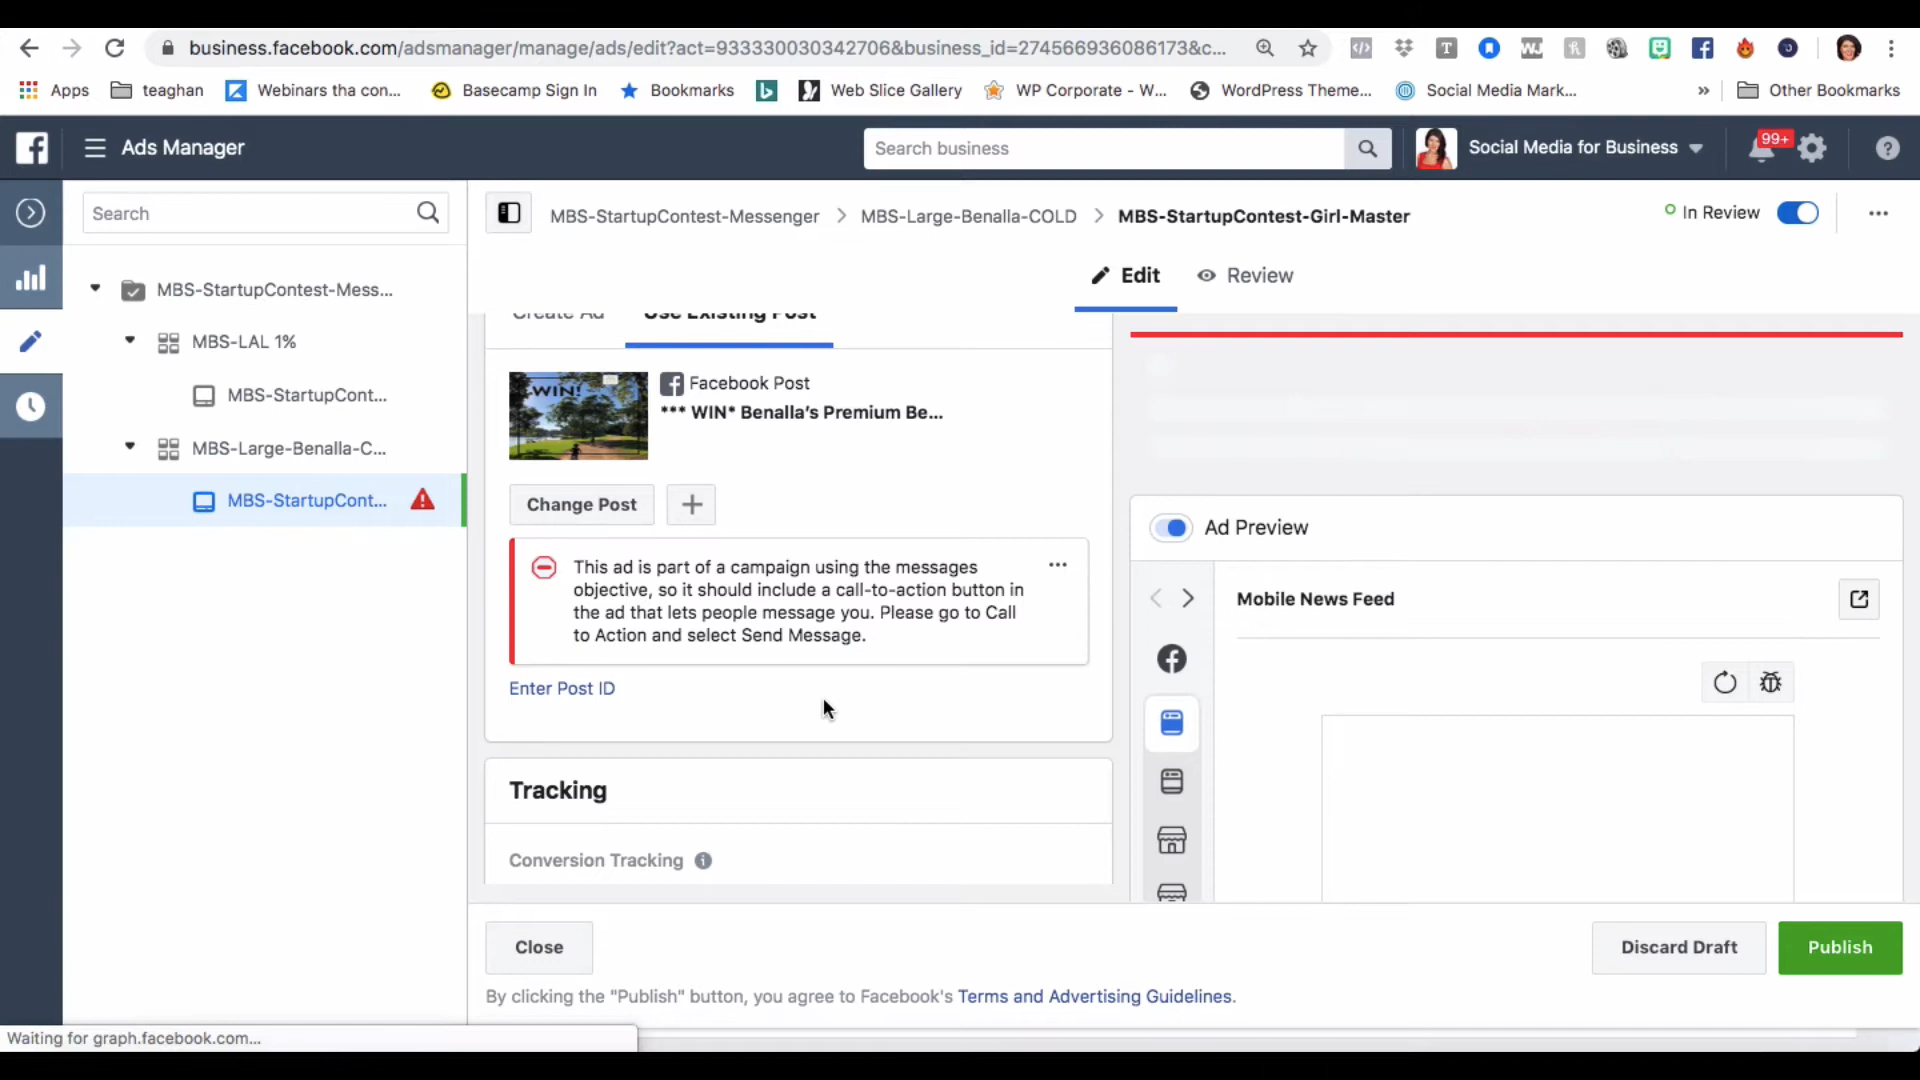 business.facebook.com/adsmanager/manage/ads/edit?act=933330030342706&business_id=274566936086173&c...
Apps
teaghan
Webinars tha con...
Basecamp Sign In
Bookmarks
Web Slice Gallery
WP Corporate - W...
WordPress Theme...
Social Media Mark...
»
Other Bookmarks
Ads Manager
Search business
Social Media for Business
99+
Search
MBS-StartupContest-Messenger
MBS-Large-Benalla-COLD
MBS-StartupContest-Girl-Master
In Review
Edit
Review
MBS-StartupContest-Mess...
MBS-LAL 1%
MBS-StartupCont...
MBS-Large-Benalla-C...
MBS-StartupCont...
Create Ad
Use Existing Post
WIN!
Facebook Post
*** WIN* Benalla’s Premium Be...
Change Post
This ad is part of a campaign using the messages
objective, so it should include a call-to-action button in
the ad that lets people message you. Please go to Call
to Action and select Send Message.
Enter Post ID
Tracking
Conversion Tracking
Ad Preview
Mobile News Feed
Close
Discard Draft
Publish
By clicking the "Publish" button, you agree to Facebook's Terms and Advertising Guidelines.
Waiting for graph.facebook.com...